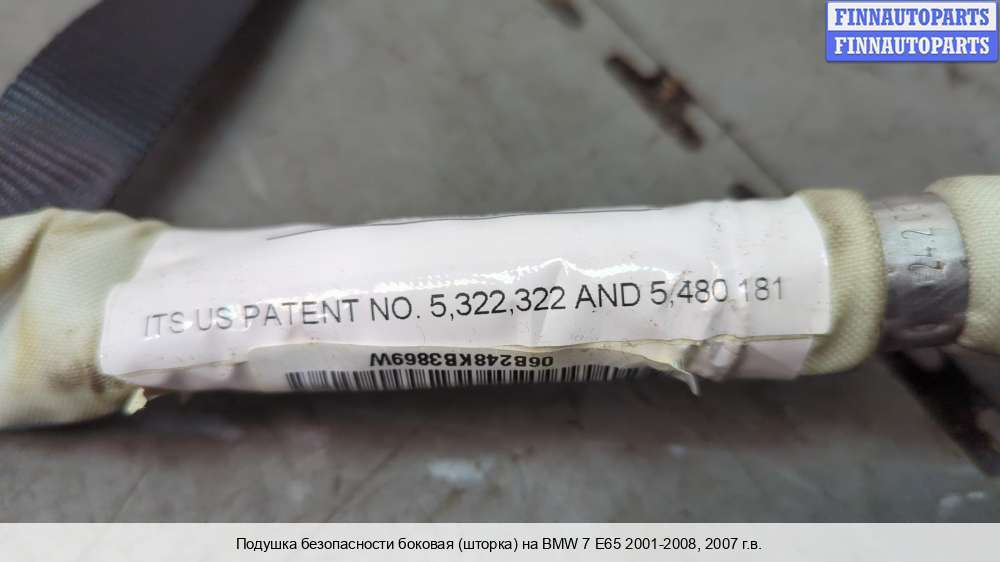 FINNAUTOPARTS
FINNAUTOPARTS
ITS US PATENT NO. 5,322,322 AND 5,480,181
06B248KB3869W
242
Подушка безопасности боковая (шторка) на BMW 7 E65 2001-2008, 2007 г.в.